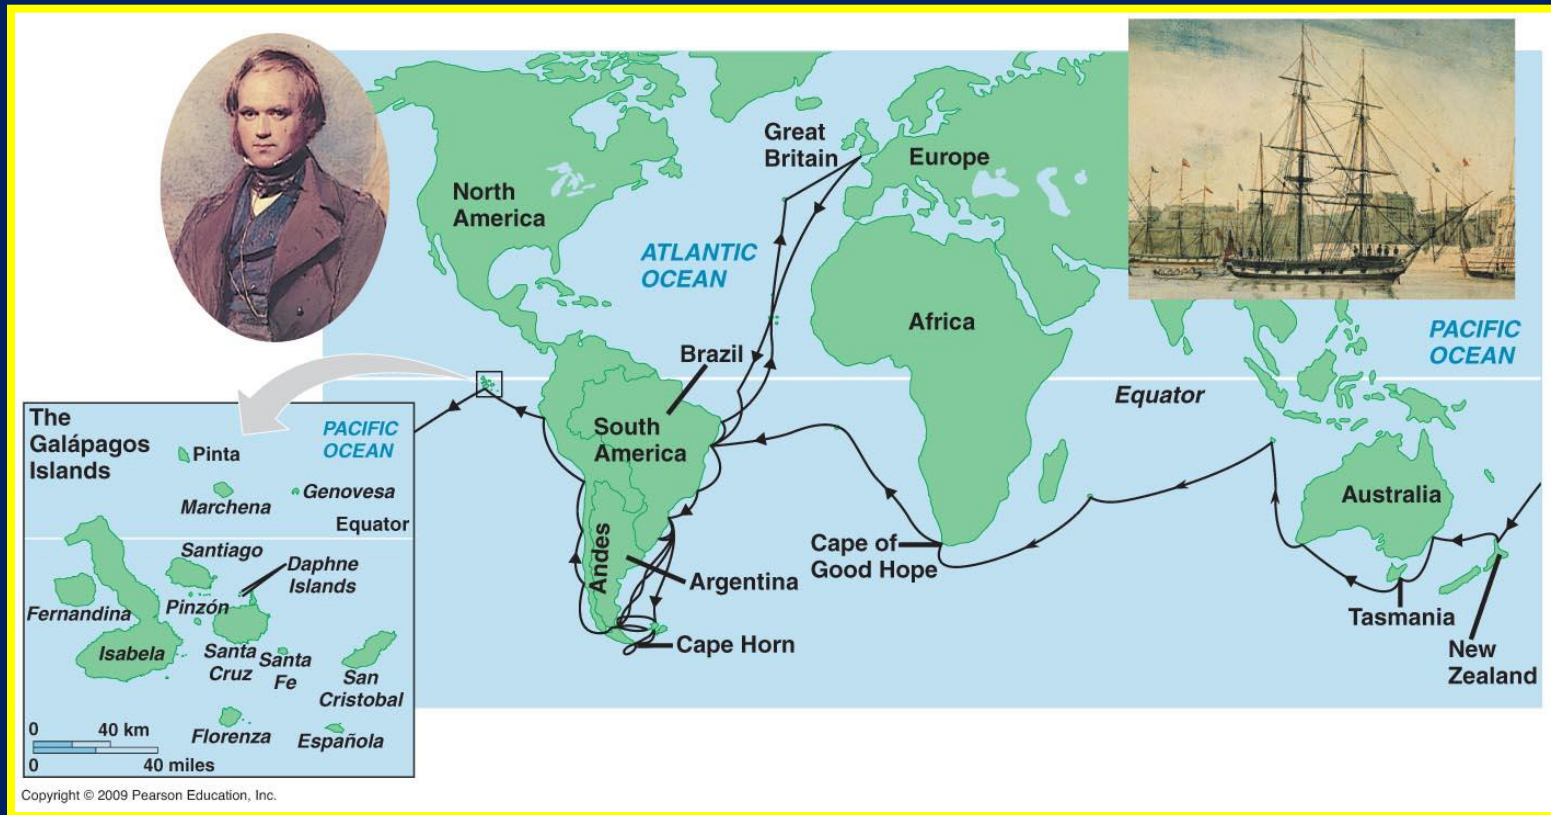 Great
Britain
Europe
North
America
ATLANTIC
OCEAN
Africa
PACIFIC
OCEAN
Brazil
Equator
South
America
Australia
Andes
Cape of
Good Hope
Argentina
Tasmania
Cape Horn
New
Zealand
The
Galápagos
Islands
PACIFIC
OCEAN
Pinta
Marchena
Genovesa
Equator
Santiago
Daphne
Islands
Fernandina
Pinzón
Isabela
Santa
Cruz
Santa
Fe
San
Cristobal
Florenza
Española
0
40 km
0
40 miles
Copyright © 2009 Pearson Education, Inc.